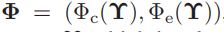 𝚽 = (Φc(𝚼), Φe(𝚼))